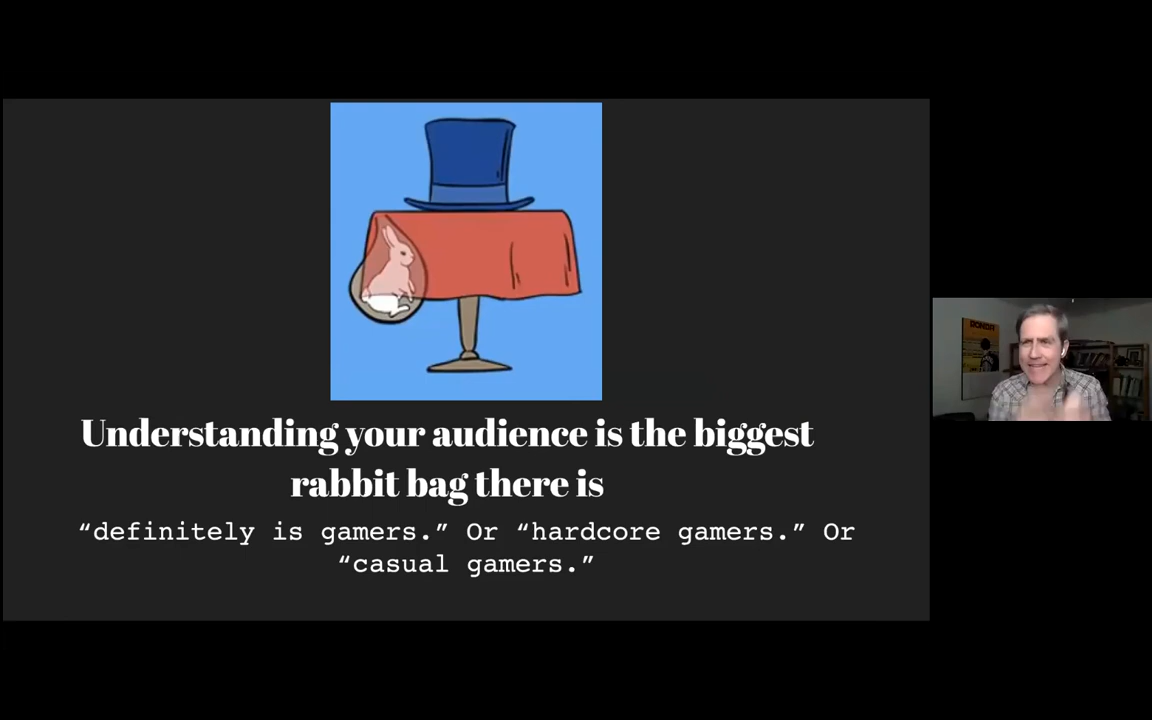 Understanding your audience is the biggest
rabbit bag there is
“definitely is gamers.” Or “hardcore gamers.” Or
“casual gamers.”